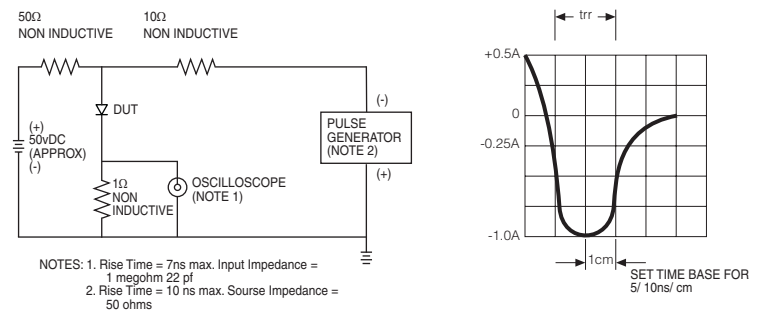 50Ω
NON INDUCTIVE
10Ω
NON INDUCTIVE
DUT
(+)
50vDC
(APPROX)
(-)
1Ω
NON
INDUCTIVE
OSCILLOSCOPE
(NOTE 1)
(-)
PULSE
GENERATOR
(NOTE 2)
(+)
NOTES: 1. Rise Time = 7ns max. Input Impedance =
1 megohm 22 pf
2. Rise Time = 10 ns max. Sourse Impedance =
50 ohms
trr
+0.5A
0
-0.25A
-1.0A
1cm
SET TIME BASE FOR
5/ 10ns/ cm